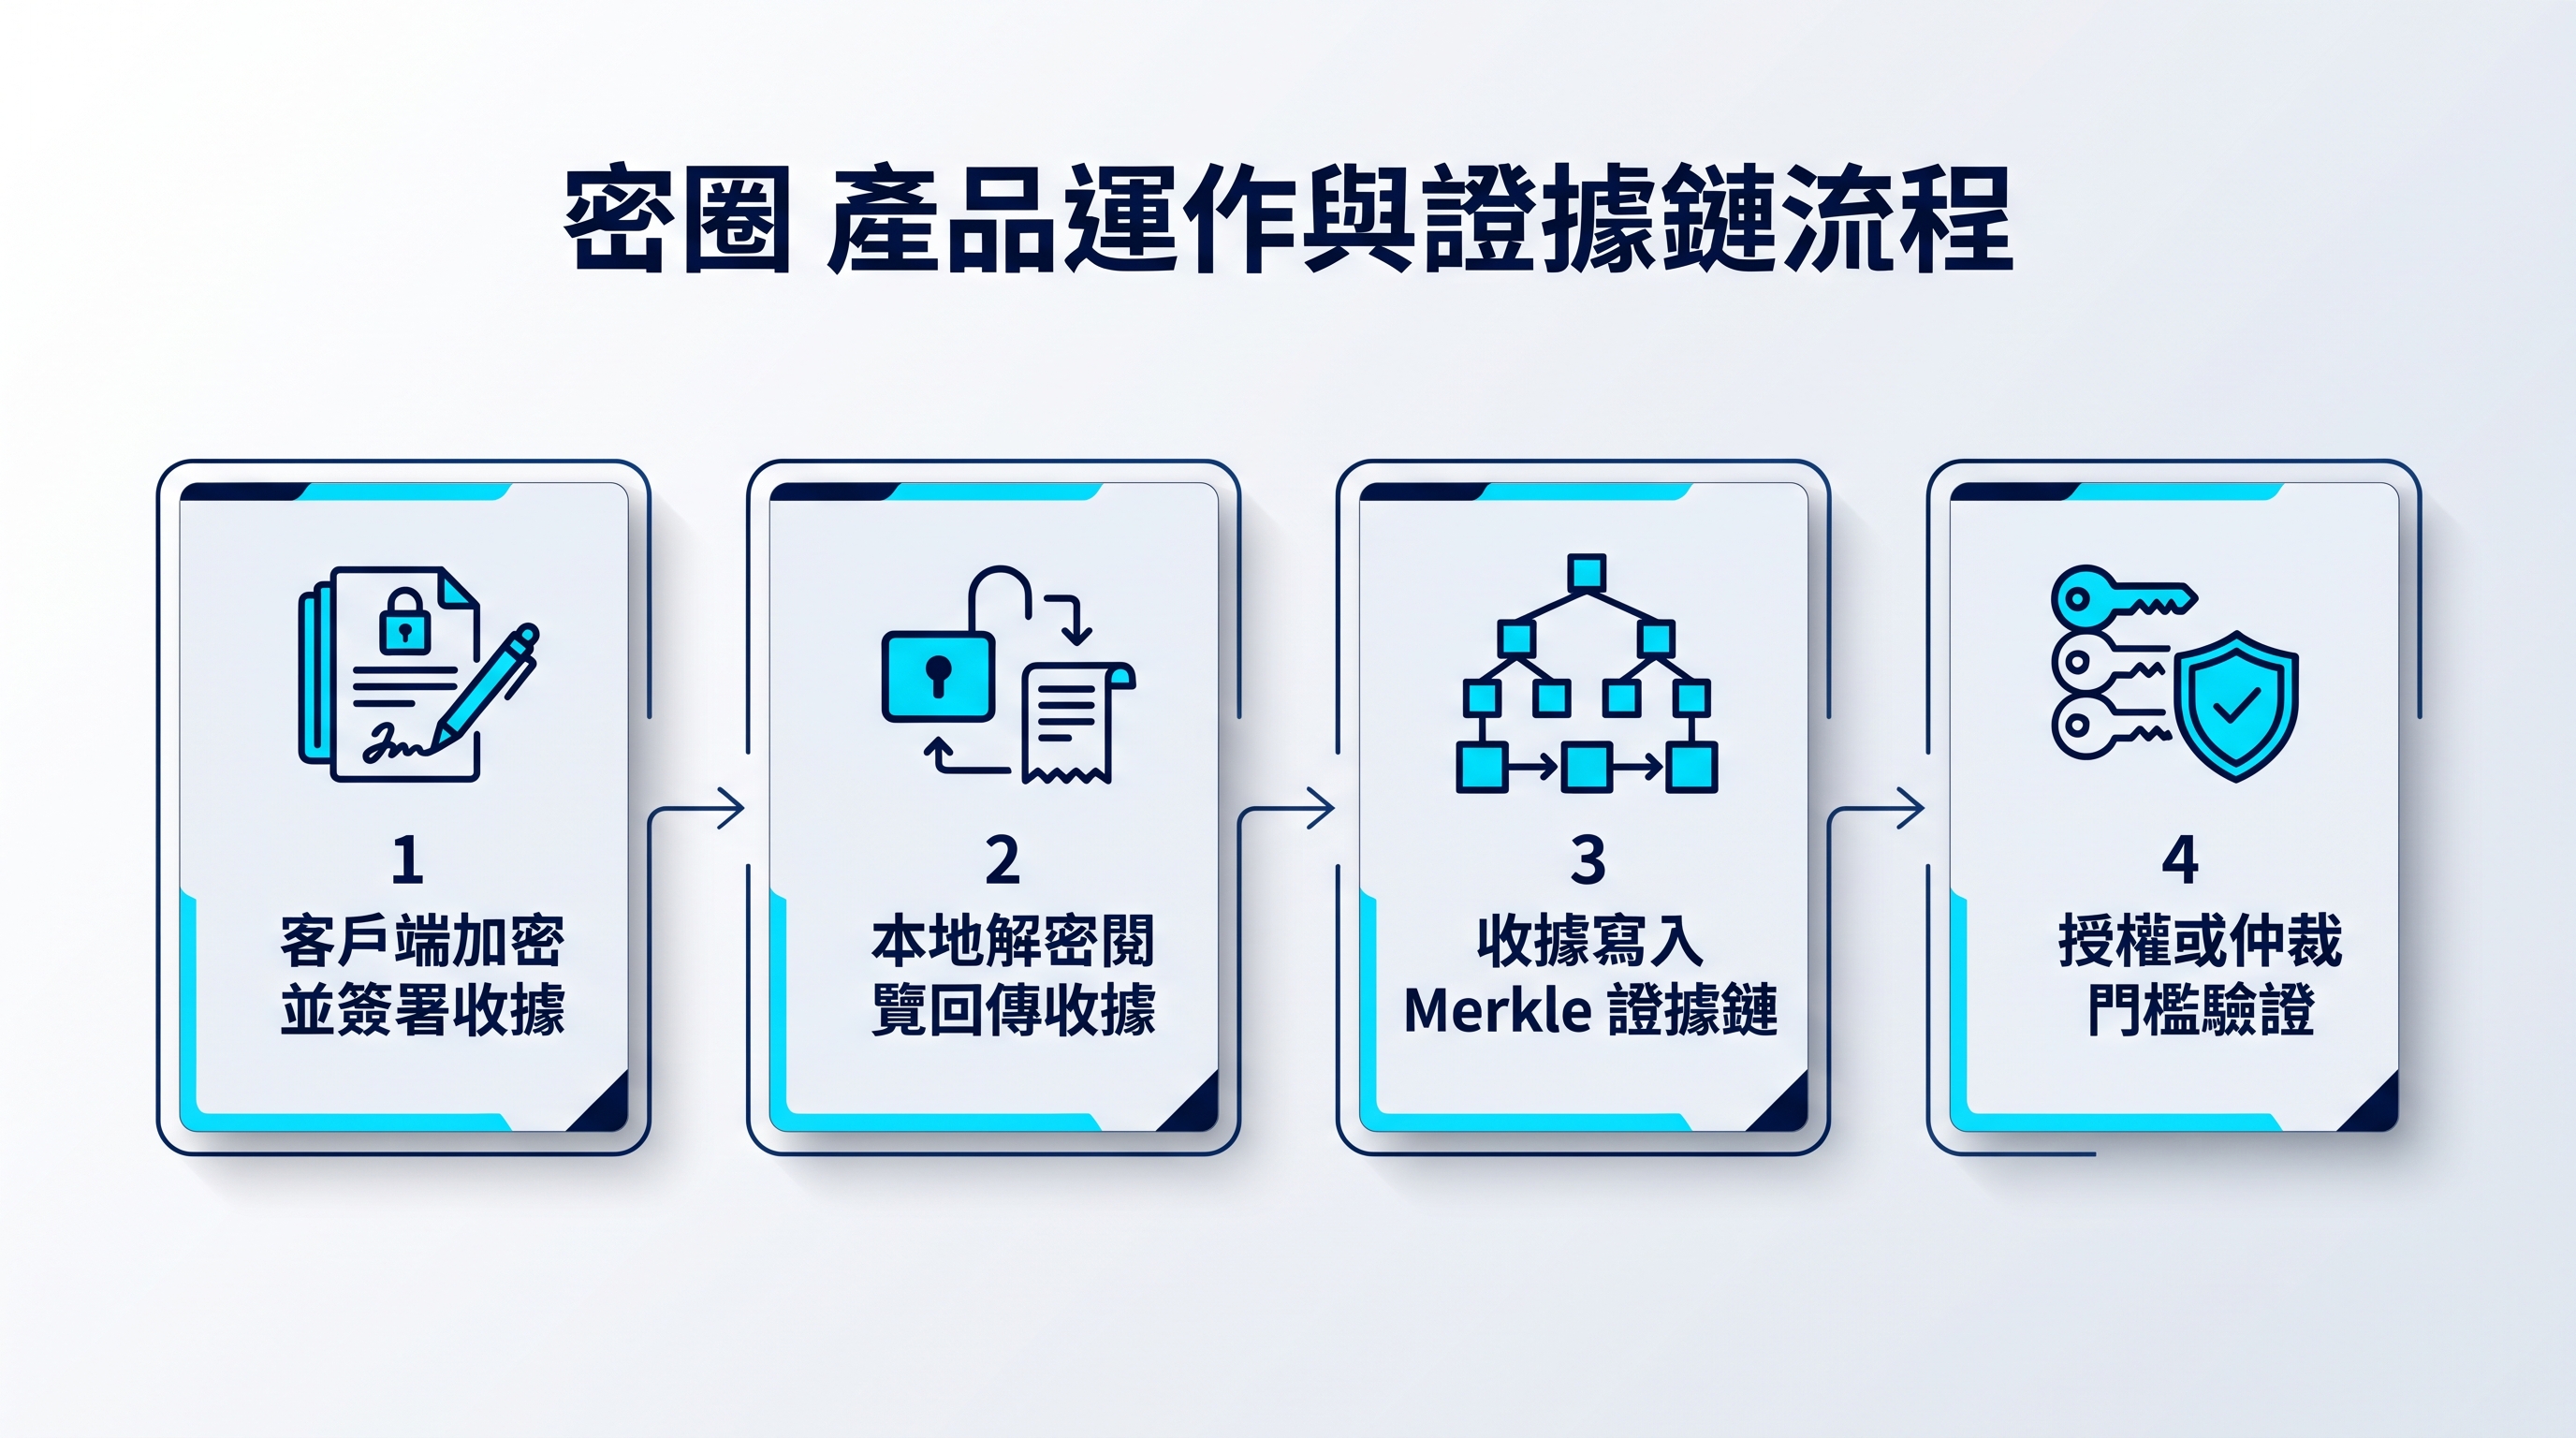 密圈 產品運作與證據鏈流程
1
客戶端加密
並簽署收據
2
本地解密閱
覽回傳收據
3
收據寫入
Merkle 證據鏈
4
授權或仲裁
門檻驗證